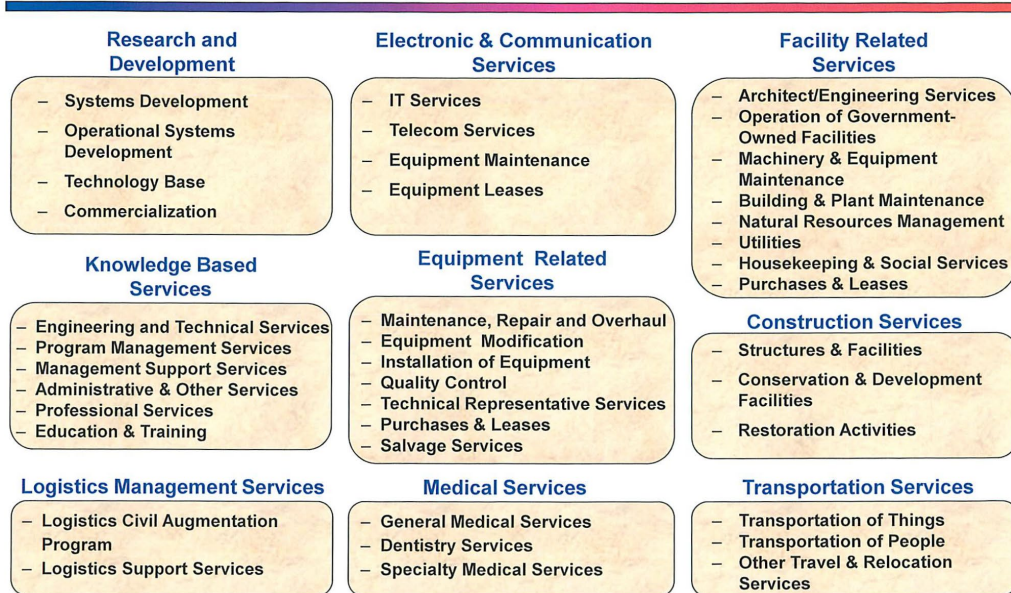 Research and
Development
– Systems Development
– Operational Systems
Development
– Technology Base
– Commercialization
Electronic & Communication
Services
– IT Services
– Telecom Services
– Equipment Maintenance
– Equipment Leases
Facility Related
Services
– Architect/Engineering Services
– Operation of Government-
Owned Facilities
– Machinery & Equipment
Maintenance
– Building & Plant Maintenance
– Natural Resources Management
– Utilities
– Housekeeping & Social Services
– Purchases & Leases
Knowledge Based
Services
– Engineering and Technical Services
– Program Management Services
– Management Support Services
– Administrative & Other Services
– Professional Services
– Education & Training
Equipment Related
Services
– Maintenance, Repair and Overhaul
– Equipment Modification
– Installation of Equipment
– Quality Control
– Technical Representative Services
– Purchases & Leases
– Salvage Services
Construction Services
– Structures & Facilities
– Conservation & Development
Facilities
– Restoration Activities
Logistics Management Services
– Logistics Civil Augmentation
Program
– Logistics Support Services
Medical Services
– General Medical Services
– Dentistry Services
– Specialty Medical Services
Transportation Services
– Transportation of Things
– Transportation of People
– Other Travel & Relocation
Services